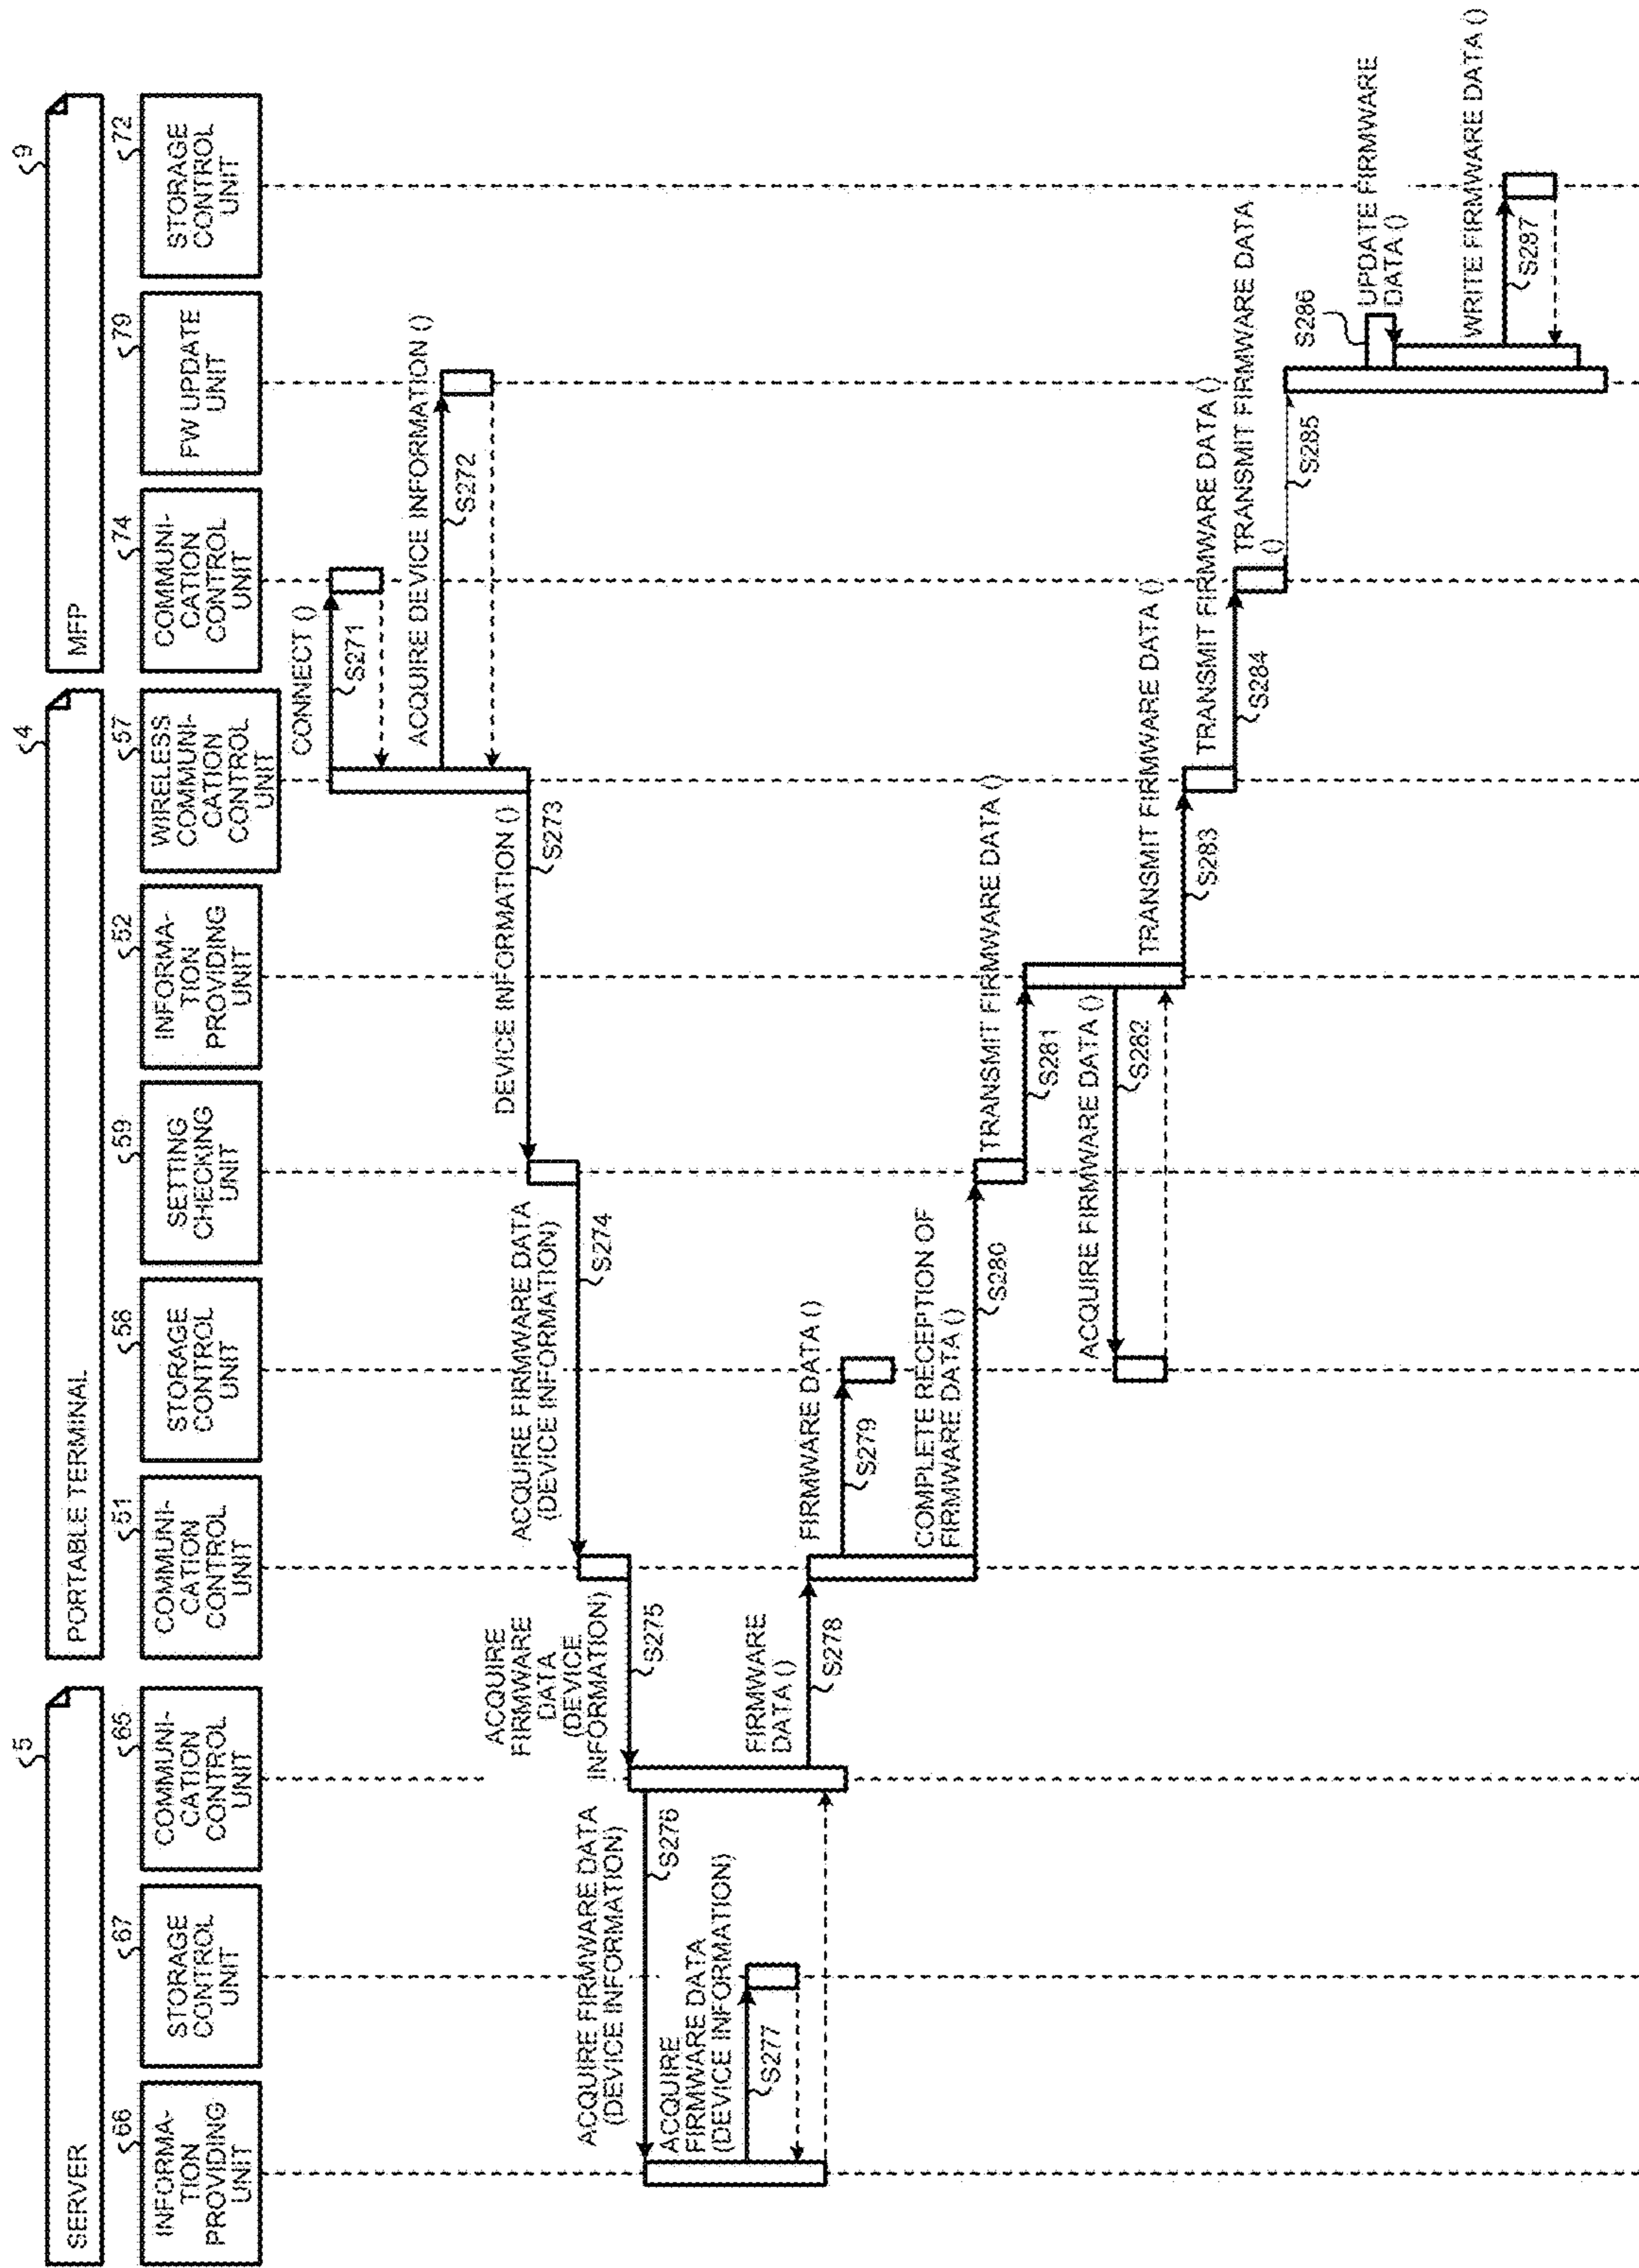 SERVER
5
PORTABLE TERMINAL
4
MFP
9
66
INFORMA-
TION
PROVIDING
UNIT
67
STORAGE
CONTROL
UNIT
65
COMMUNI-
CATION
CONTROL
UNIT
51
COMMUNI-
CATION
CONTROL
UNIT
58
STORAGE
CONTROL
UNIT
59
SETTING
CHECKING
UNIT
52
INFORMA-
TION
PROVIDING
UNIT
57
WIRELESS
COMMUNI-
CATION
CONTROL
UNIT
74
COMMUNI-
CATION
CONTROL
UNIT
79
FW UPDATE
UNIT
72
STORAGE
CONTROL
UNIT
CONNECT ()
S271
ACQUIRE DEVICE INFORMATION ()
S272
DEVICE INFORMATION ()
S273
ACQUIRE FIRMWARE DATA
(DEVICE INFORMATION)
S274
ACQUIRE
FIRMWARE
DATA
(DEVICE
INFORMATION)
S275
ACQUIRE FIRMWARE DATA
(DEVICE INFORMATION)
S276
ACQUIRE
FIRMWARE DATA
(DEVICE INFORMATION)
S277
FIRMWARE
DATA ()
S278
FIRMWARE DATA ()
S279
COMPLETE RECEPTION OF
FIRMWARE DATA ()
S280
TRANSMIT FIRMWARE DATA ()
S281
ACQUIRE FIRMWARE DATA ()
S282
TRANSMIT FIRMWARE DATA ()
S283
TRANSMIT FIRMWARE DATA ()
S284
TRANSMIT FIRMWARE DATA
()
S285
S286
UPDATE FIRMWARE
DATA ()
WRITE FIRMWARE DATA ()
S287